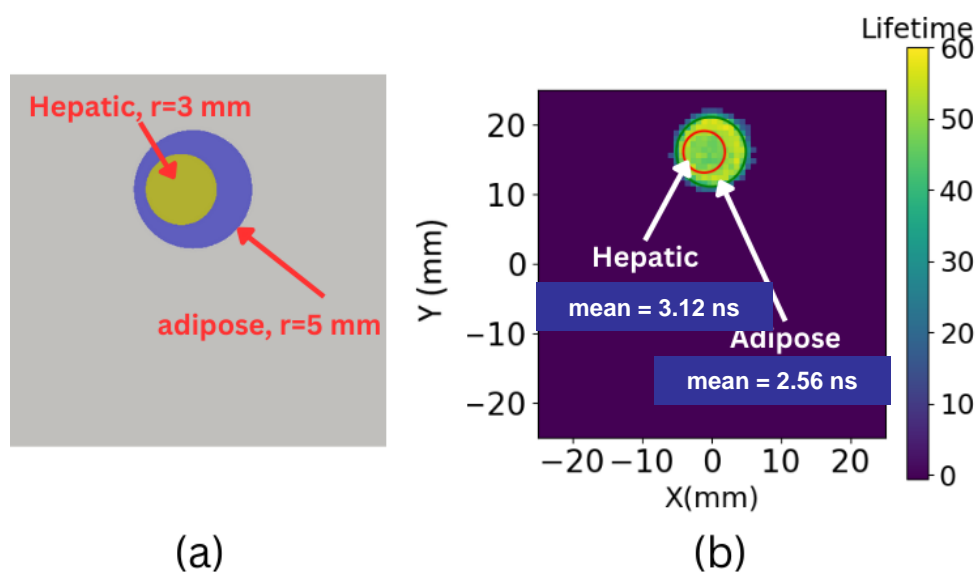 Hepatic, r=3 mm
adipose, r=5 mm
(a)
Lifetime
60
50
40
30
20
10
0
Y (mm)
20
10
0
−10
−20
Hepatic
mean = 3.12 ns
Adipose
mean = 2.56 ns
−20 −10 0 10 20
X(mm)
(b)